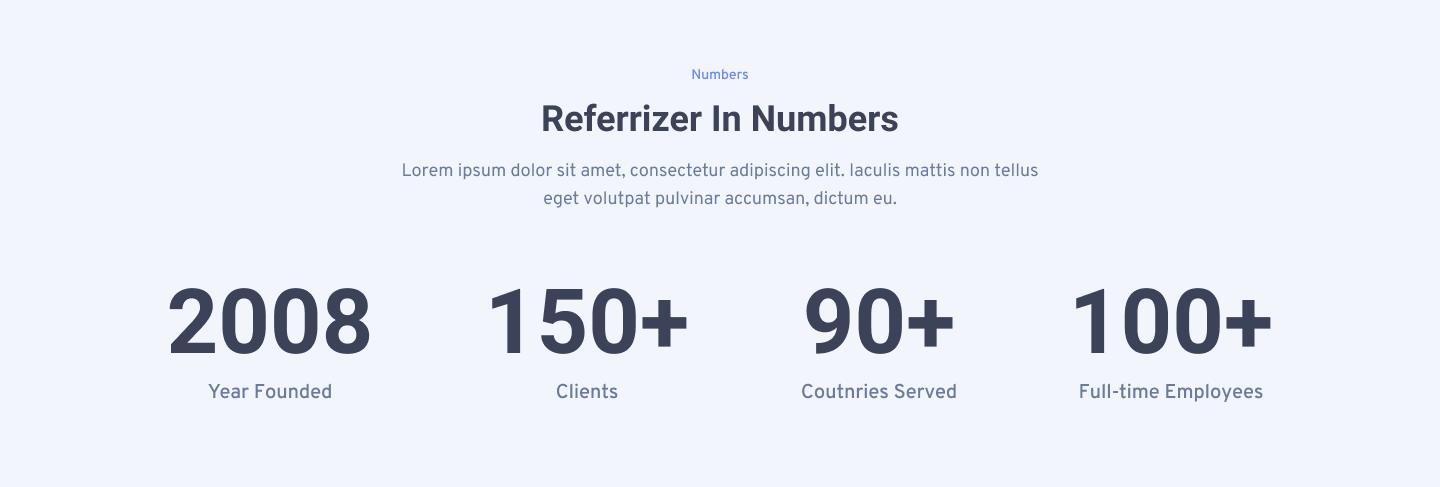 Numbers
Referrizer In Numbers
Lorem ipsum dolor sit amet, consectetur adipiscing elit. Iaculis mattis non tellus
eget volutpat pulvinar accumsan, dictum eu.
2008 150+ 90+ 100+
Year Founded Clients Coutnries Served Full-time Employees